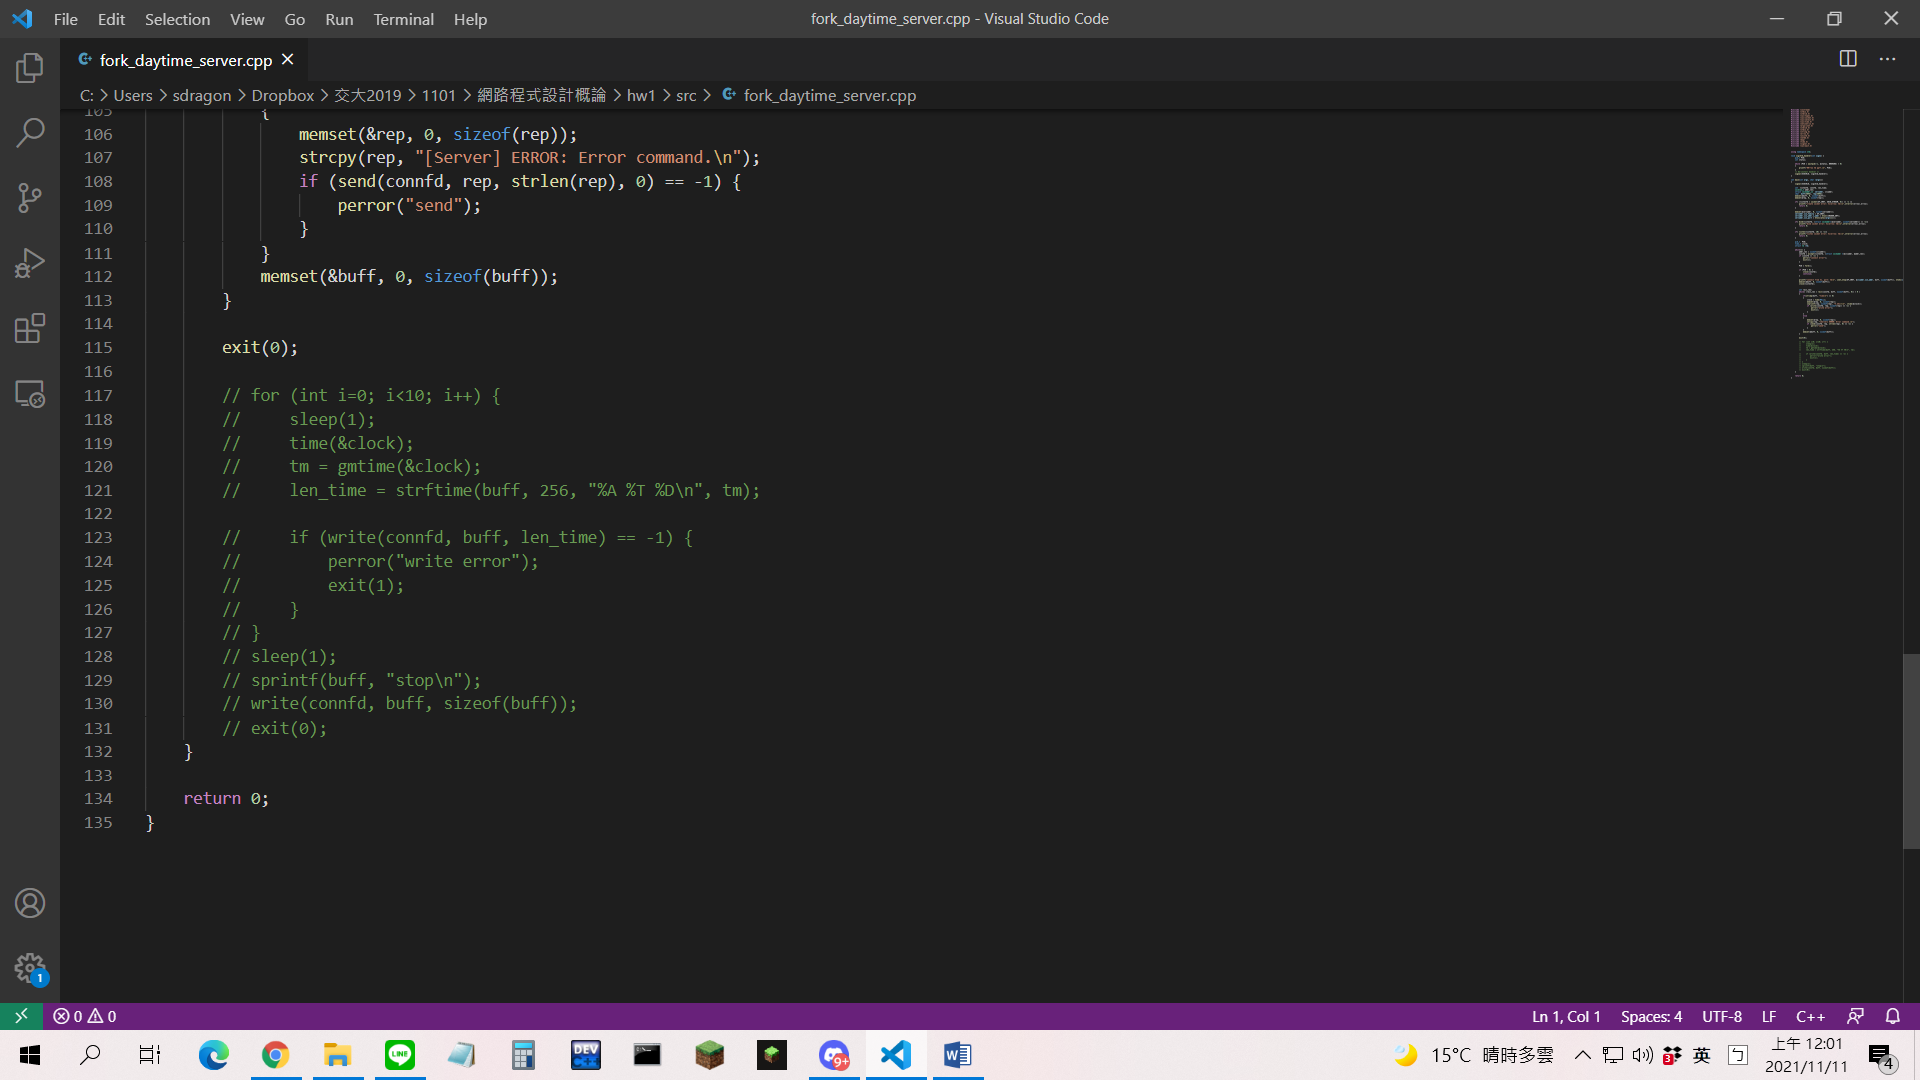 File Edit Selection View Go Run Terminal Help
fork_daytime_server.cpp - Visual Studio Code
fork_daytime_server.cpp
C: > Users > sdragon > Dropbox > 交大2019 > 1101 > 網路程式設計概論 > hw1 > src > fork_daytime_server.cpp
105 {
106 memset(&rep, 0, sizeof(rep));
107 strcpy(rep, "[Server] ERROR: Error command.\n");
108 if (send(connfd, rep, strlen(rep), 0) == -1) {
109 perror("send");
110 }
111 }
112 memset(&buff, 0, sizeof(buff));
113 }
114
115 exit(0);
116
117 // for (int i=0; i<10; i++) {
118 //     sleep(1);
119 //     time(&clock);
120 //     tm = gmtime(&clock);
121 //     len_time = strftime(buff, 256, "%A %T %D\n", tm);
122
123 //     if (write(connfd, buff, len_time) == -1) {
124 //         perror("write error");
125 //         exit(1);
126 //     }
127 // }
128 // sleep(1);
129 // sprintf(buff, "stop\n");
130 // write(connfd, buff, sizeof(buff));
131 // exit(0);
132 }
133
134 return 0;
135 }
1
0 0
Ln 1, Col 1 Spaces: 4 UTF-8 LF C++
LINE
DEV C++
9+
15°C 晴時多雲
3
英
ㄅ
上午 12:01
2021/11/11
4